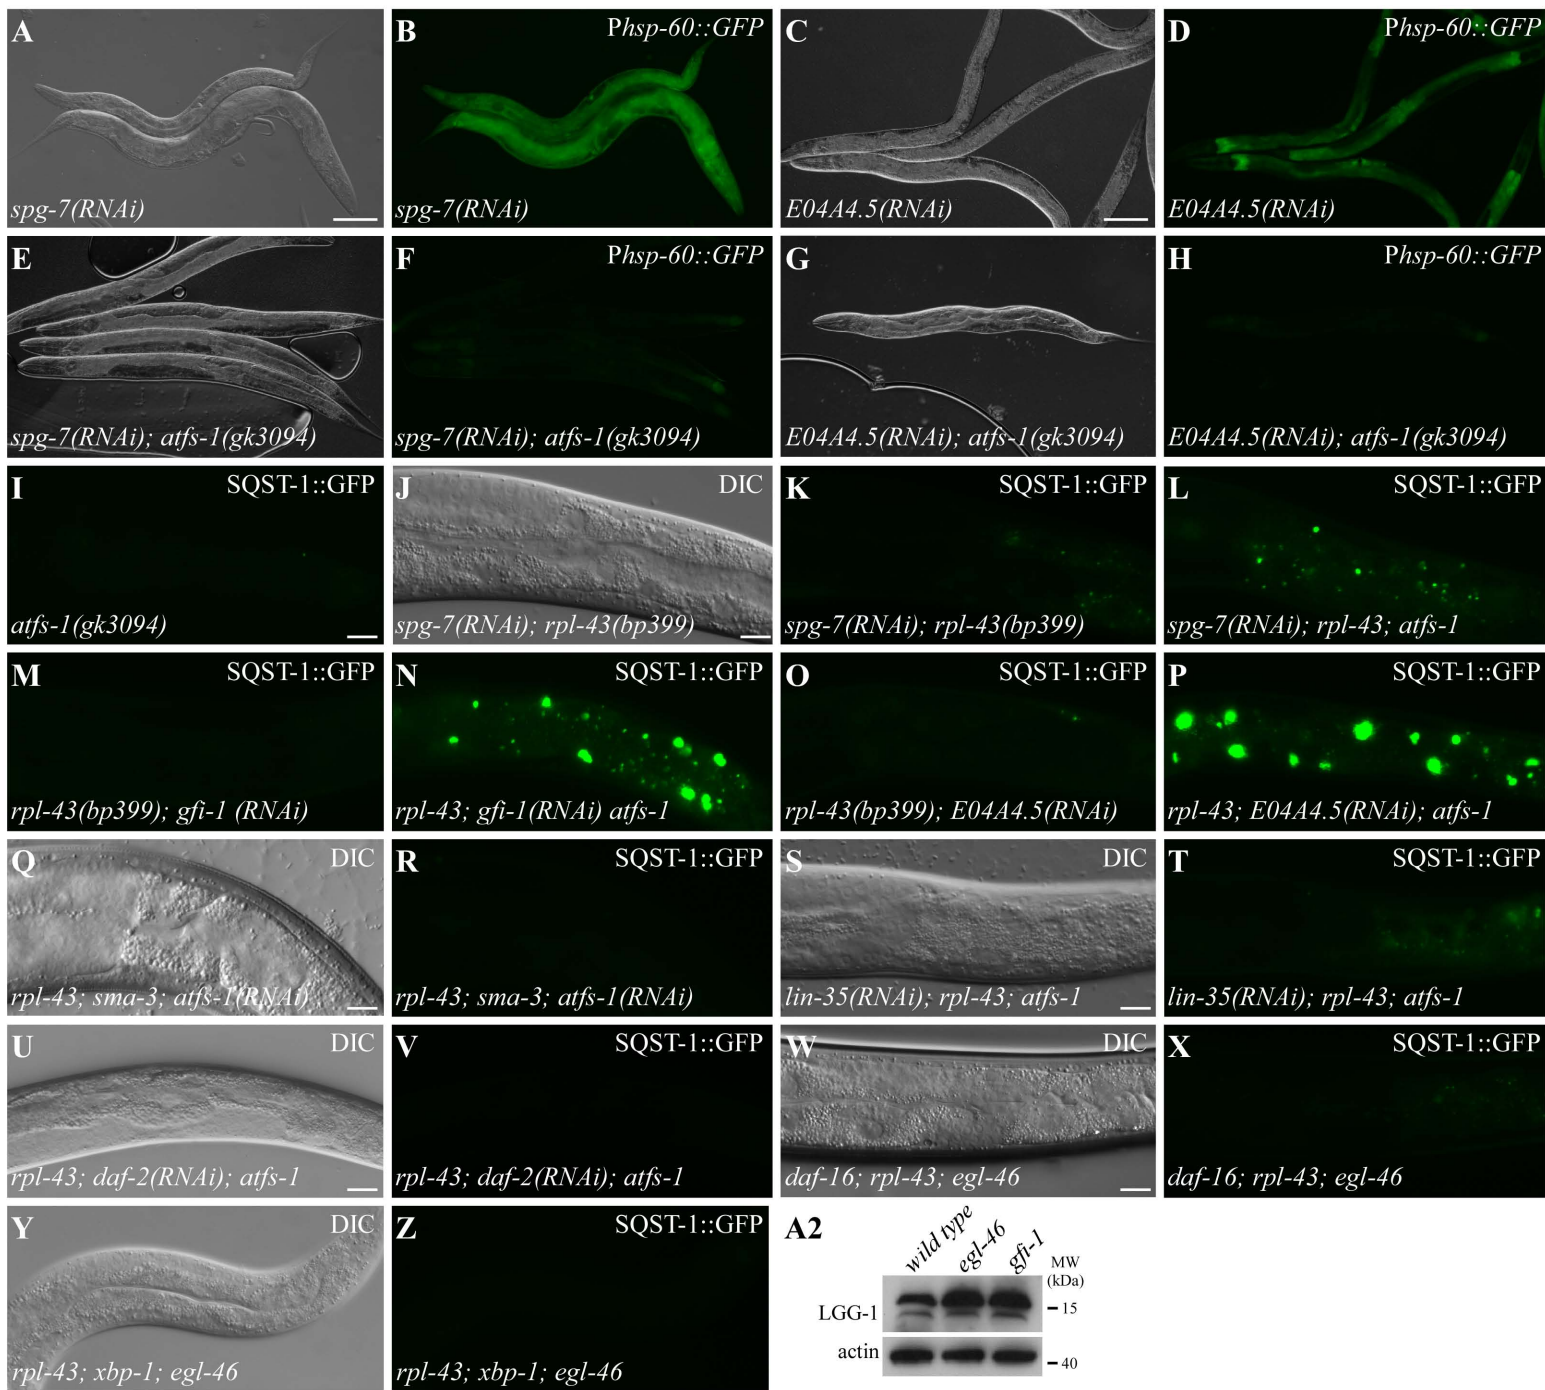 A
spg-7(RNAi)
B
Phsp-60::GFP
spg-7(RNAi)
C
E04A4.5(RNAi)
D
Phsp-60::GFP
E04A4.5(RNAi)
E
spg-7(RNAi); atfs-1(gk3094)
F
Phsp-60::GFP
spg-7(RNAi); atfs-1(gk3094)
G
E04A4.5(RNAi); atfs-1(gk3094)
H
Phsp-60::GFP
E04A4.5(RNAi); atfs-1(gk3094)
I
SQST-1::GFP
atfs-1(gk3094)
J
DIC
spg-7(RNAi); rpl-43(bp399)
K
SQST-1::GFP
spg-7(RNAi); rpl-43(bp399)
L
SQST-1::GFP
spg-7(RNAi); rpl-43; atfs-1
M
SQST-1::GFP
rpl-43(bp399); gfi-1 (RNAi)
N
SQST-1::GFP
rpl-43; gfi-1(RNAi) atfs-1
O
SQST-1::GFP
rpl-43(bp399); E04A4.5(RNAi)
P
SQST-1::GFP
rpl-43; E04A4.5(RNAi); atfs-1
Q
DIC
rpl-43; sma-3; atfs-1(RNAi)
R
SQST-1::GFP
rpl-43; sma-3; atfs-1(RNAi)
S
DIC
lin-35(RNAi); rpl-43; atfs-1
T
SQST-1::GFP
lin-35(RNAi); rpl-43; atfs-1
U
DIC
rpl-43; daf-2(RNAi); atfs-1
V
SQST-1::GFP
rpl-43; daf-2(RNAi); atfs-1
W
DIC
daf-16; rpl-43; egl-46
X
SQST-1::GFP
daf-16; rpl-43; egl-46
Y
DIC
rpl-43; xbp-1; egl-46
Z
SQST-1::GFP
rpl-43; xbp-1; egl-46
A2
wild type
egl-46
gfi-1
MW
(kDa)
LGG-1
15
actin
40